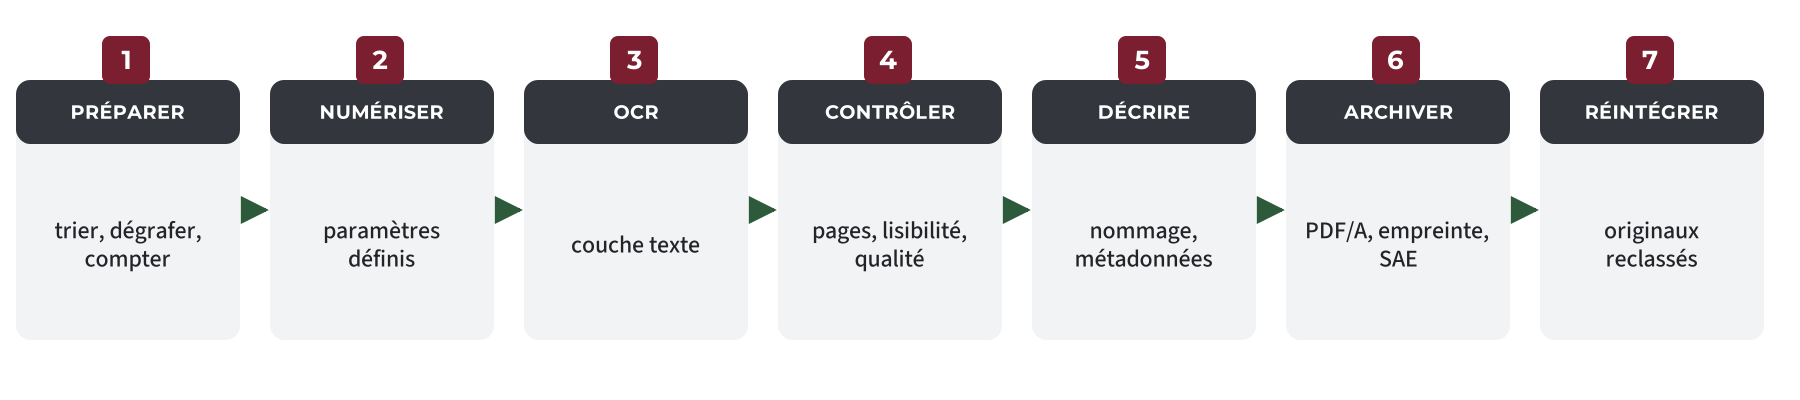 1
PRÉPARER
trier, dégrafer,
compter
2
NUMÉRISER
paramètres
définis
3
OCR
couche texte
4
CONTRÔLER
pages, lisibilité,
qualité
5
DÉCRIRE
nommage,
métadonnées
6
ARCHIVER
PDF/A, empreinte,
SAE
7
RÉINTÉGRER
originaux
reclassés